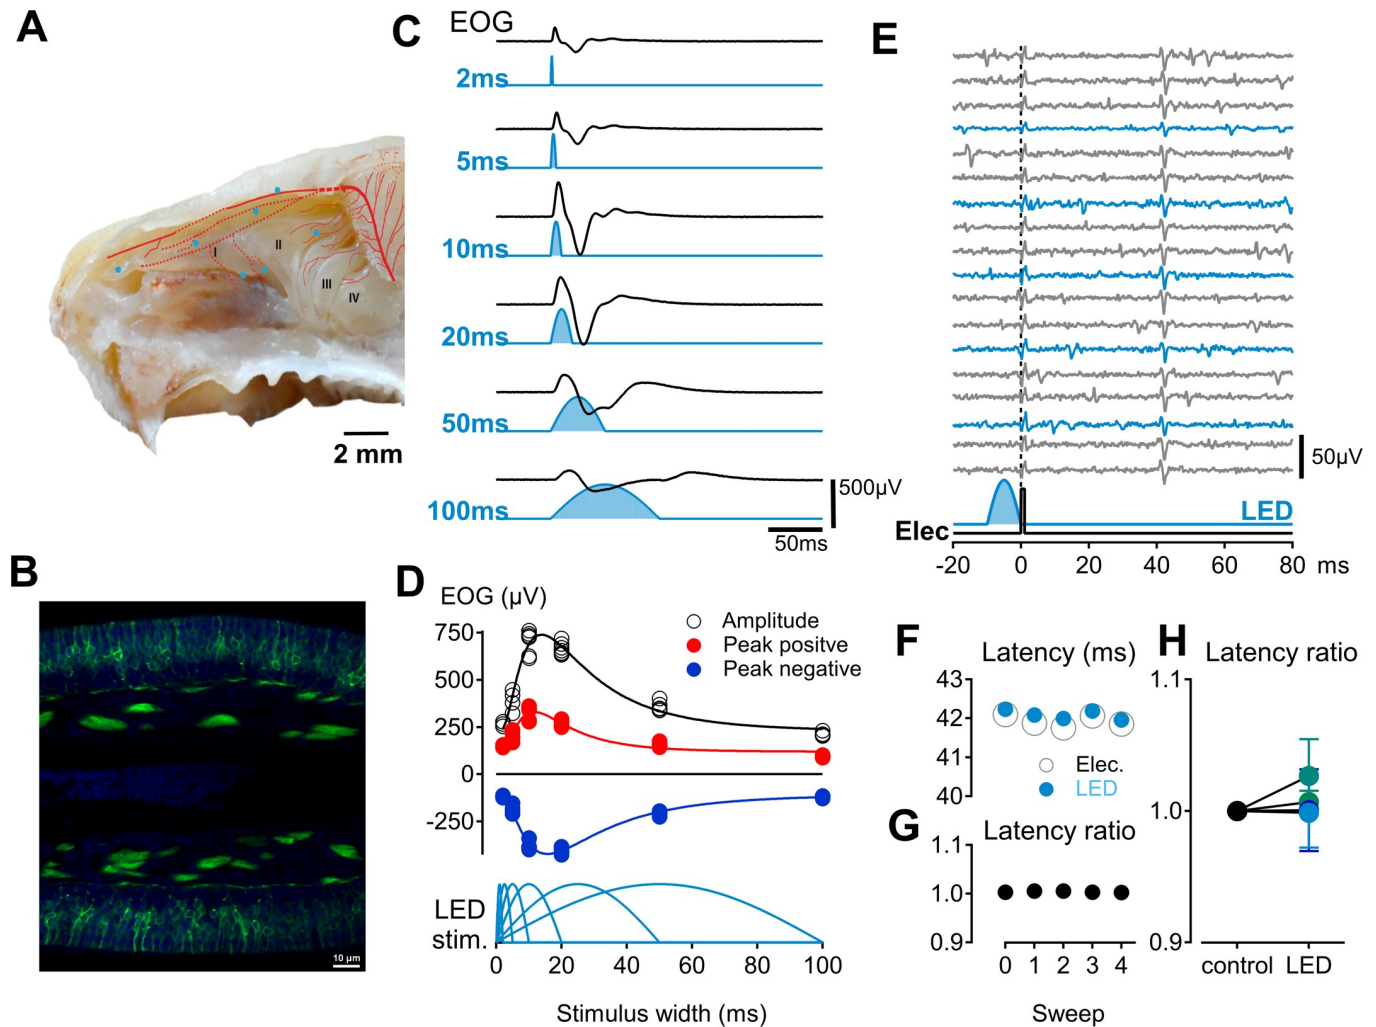 A
I
II
III
IV
2 mm
B
10 µm
C
EOG
2ms
5ms
10ms
20ms
50ms
100ms
500µV
50ms
D
EOG (µV)
Amplitude
Peak positve
Peak negative
750
500
250
0
-250
LED
stim.
0 20 40 60 80 100
Stimulus width (ms)
E
50µV
LED
Elec
-20 0 20 40 60 80 ms
F
Latency (ms)
43
42
41
40
Elec.
LED
G
Latency ratio
1.1
1.0
0.9
0 1 2 3 4
Sweep
H
Latency ratio
1.1
1.0
0.9
control LED